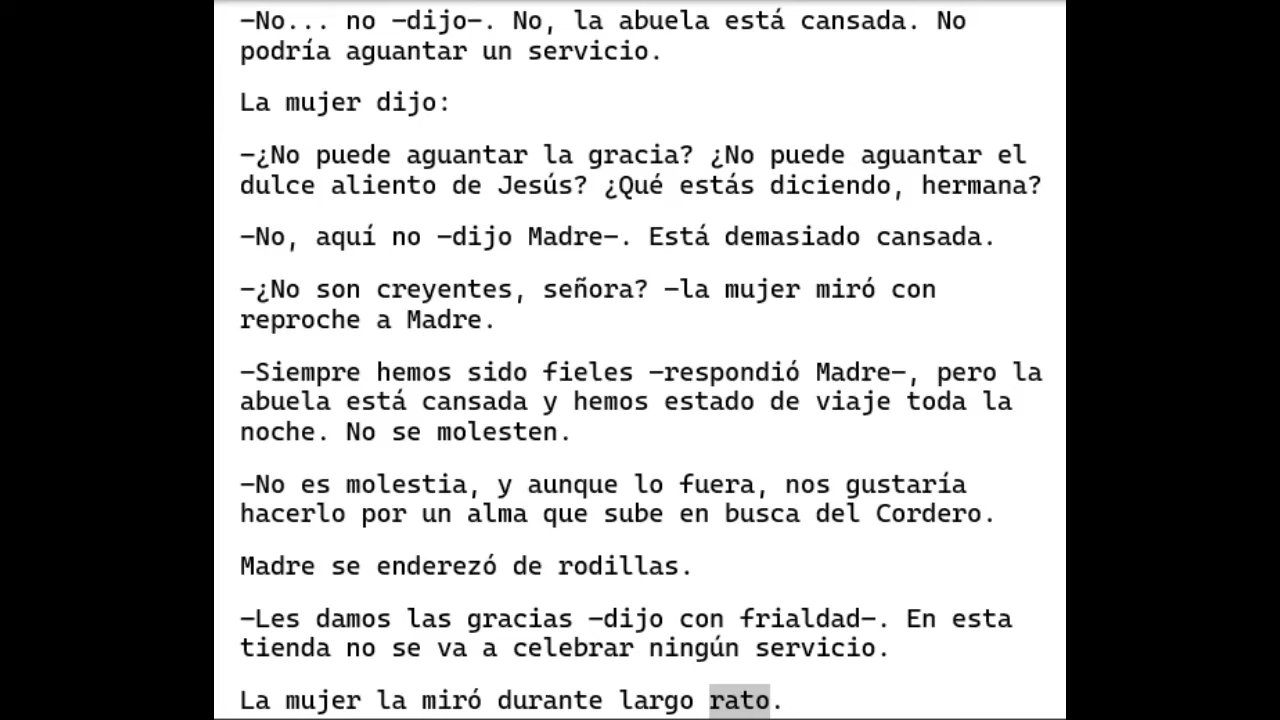 —No... no —dijo—. No, la abuela está cansada. No
podría aguantar un servicio.
La mujer dijo:
—¿No puede aguantar la gracia? ¿No puede aguantar el
dulce aliento de Jesús? ¿Qué estás diciendo, hermana?
—No, aquí no —dijo Madre—. Está demasiado cansada.
—¿No son creyentes, señora? —la mujer miró con
reproche a Madre.
—Siempre hemos sido fieles —respondió Madre—, pero la
abuela está cansada y hemos estado de viaje toda la
noche. No se molesten.
—No es molestia, y aunque lo fuera, nos gustaría
hacerlo por un alma que sube en busca del Cordero.
Madre se enderezó de rodillas.
—Les damos las gracias —dijo con frialdad—. En esta
tienda no se va a celebrar ningún servicio.
La mujer la miró durante largo rato.